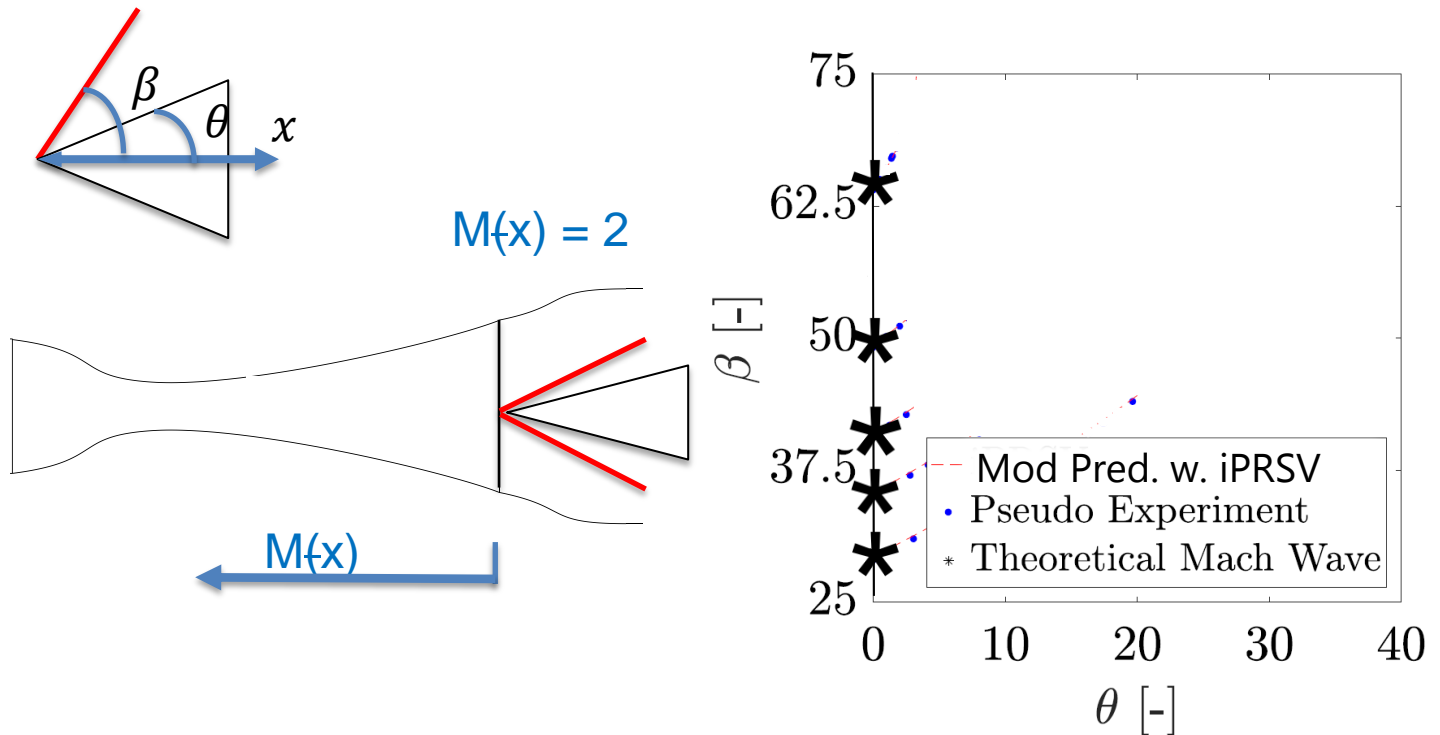 β
θ
x
M(x) = 2
M(x)
75
62.5
50
37.5
25
β [-]
0 10 20 30 40
θ [-]
Mod Pred. w. iPRSV
Pseudo Experiment
Theoretical Mach Wave